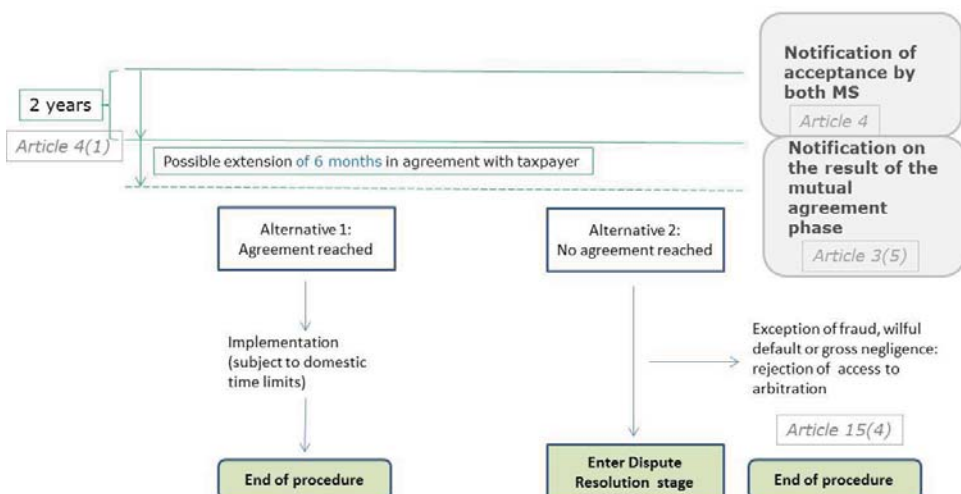 Notification of
acceptance by
both MS
Article 4
2 years
Article 4(1)
Possible extension of 6 months in agreement with taxpayer
Notification on
the result of the
mutual
agreement
phase
Article 3(5)
Alternative 1:
Agreement reached
Alternative 2:
No agreement reached
Implementation
(subject to domestic
time limits)
Exception of fraud, wilful
default or gross negligence:
rejection of access to
arbitration
Article 15(4)
End of procedure
Enter Dispute
Resolution stage
End of procedure